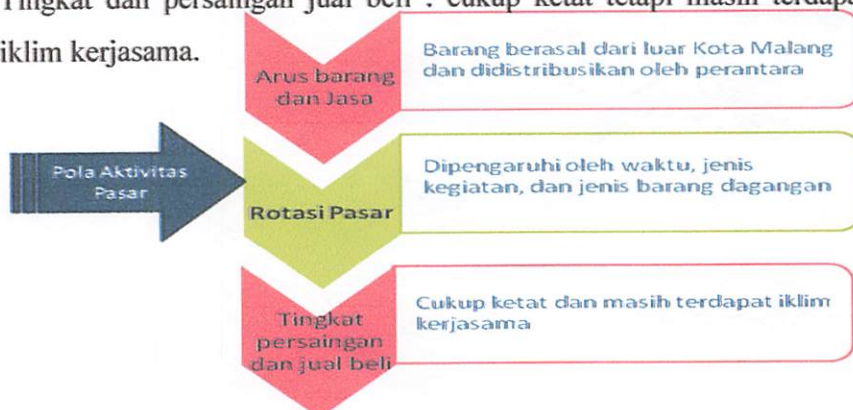 Tingkat dan persaingan jual beli : cukup ketat tetapi masih terdapa
iklim kerjasama.
Arus barang
dan Jasa
Barang berasal dari luar Kota Malang
dan didistribusikan oleh perantara
Pola Aktivitas
Pasar
Rotasi Pasar
Dipengaruhi oleh waktu, jenis
kegiatan, dan jenis barang dagangan
Tingkat
persaingan
dan jual beli
Cukup ketat dan masih terdapat iklim
kerjasama